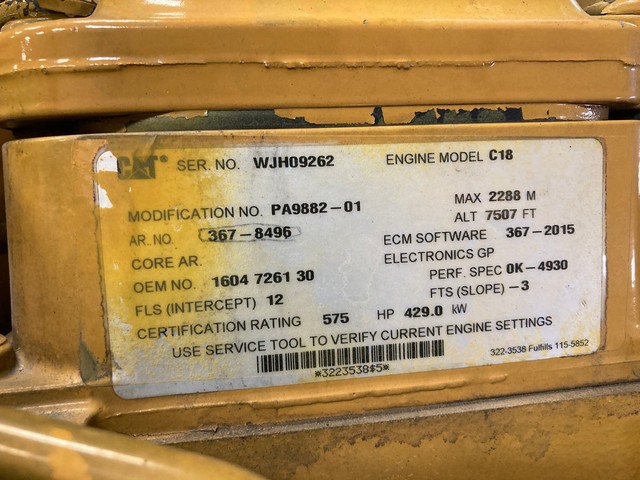 CAT® SER. NO. WJH09262 ENGINE MODEL C18
MODIFICATION NO. PA9882-01 MAX 2288 M
ALT 7507 FT
AR. NO. 367-8496 ECM SOFTWARE 367-2015
CORE AR. ELECTRONICS GP
OEM NO. 1604 7261 30 PERF. SPEC 0K-4930
FLS (INTERCEPT) 12 FTS (SLOPE) -3
CERTIFICATION RATING 575 HP 429.0 kW
USE SERVICE TOOL TO VERIFY CURRENT ENGINE SETTINGS
*3223538$5*
322-3538 Fulfills 115-5852